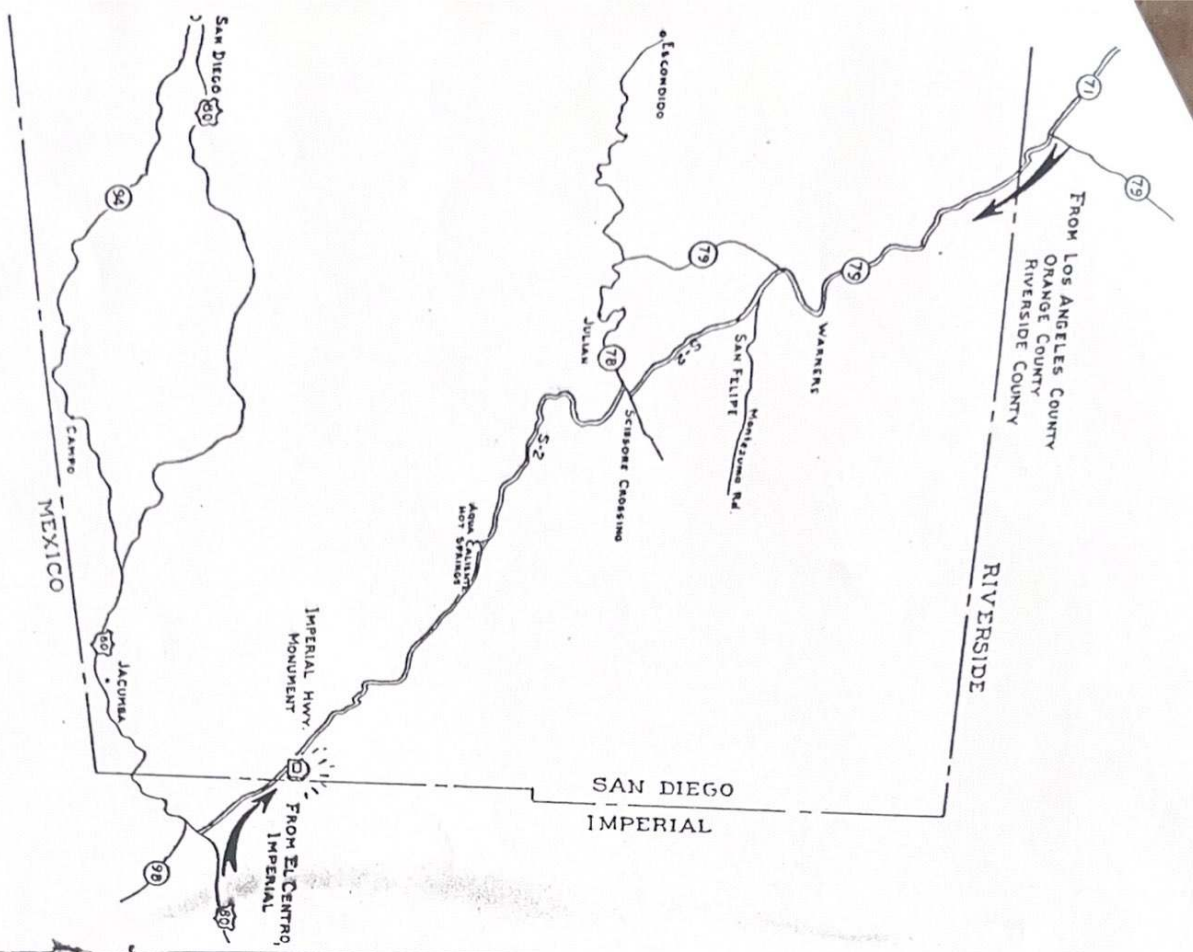 71
79
FROM LOS ANGELES COUNTY
ORANGE COUNTY
RIVERSIDE COUNTY
RIVERSIDE
79
WARNERS
79
SAN FELIPE
Montezuma Rd.
ESCONDIDO
JULIAN
78
SCISSORS CROSSING
S-2
AGUA CALIENTE
HOT SPRINGS
SAN DIEGO
80
94
CAMPO
MEXICO
80
JACUMBA
IMPERIAL HWY.
MONUMENT
SAN DIEGO
IMPERIAL
FROM EL CENTRO,
IMPERIAL
98
80